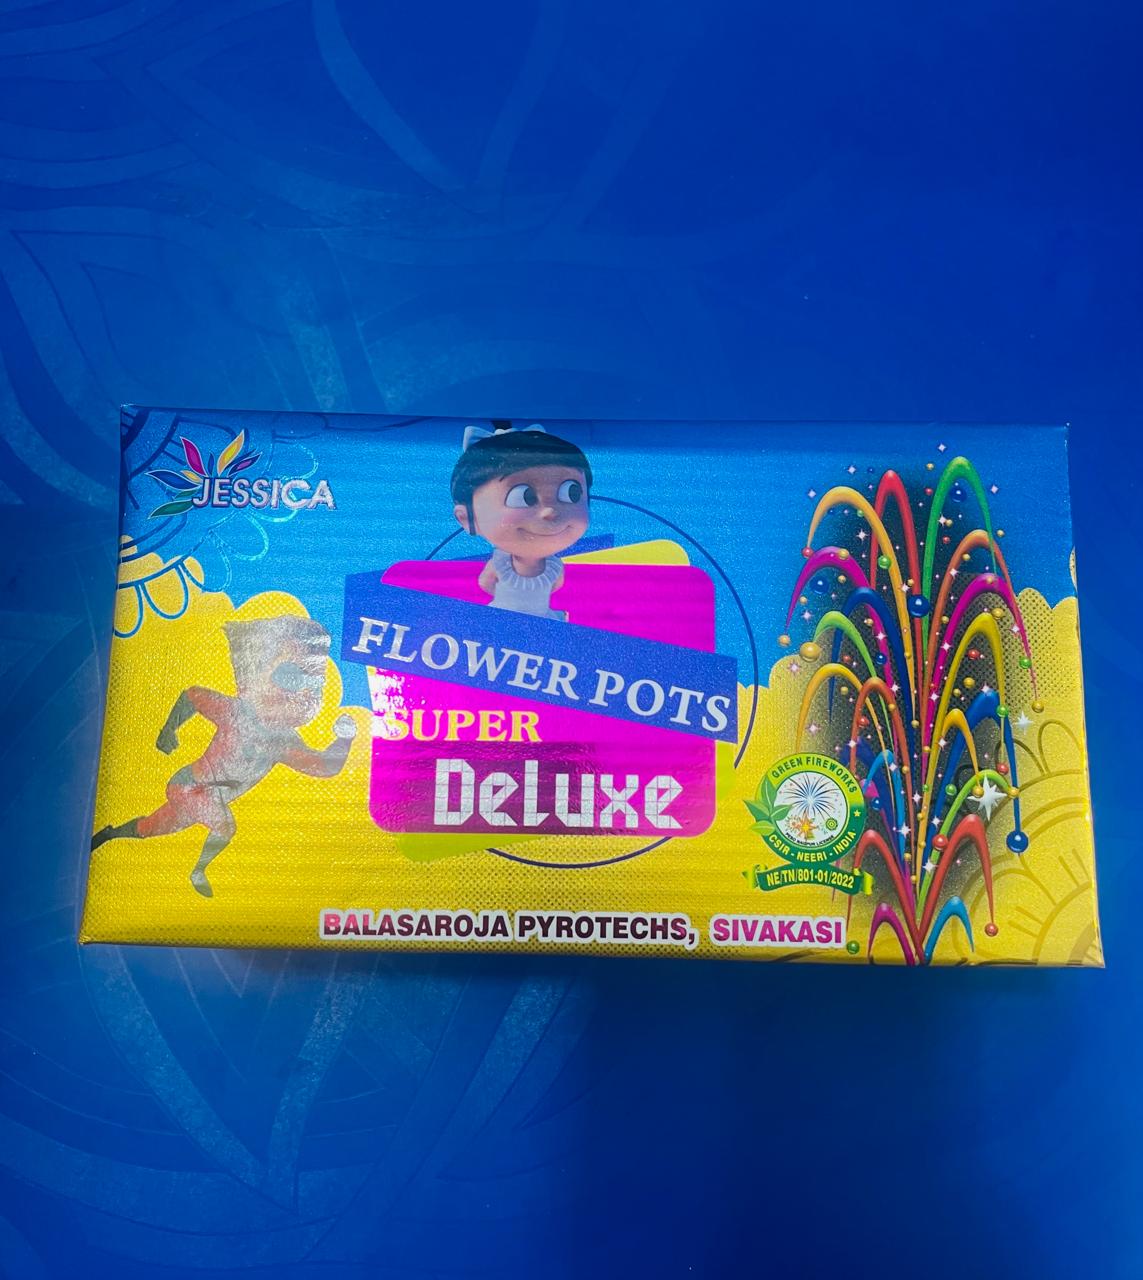 JESSICA
FLOWER POTS
SUPER
Deluxe
GREEN FIREWORKS
CSIR - NEERI - INDIA
NE/TN/801-01/2022
BALASAROJA PYROTECHS, SIVAKASI